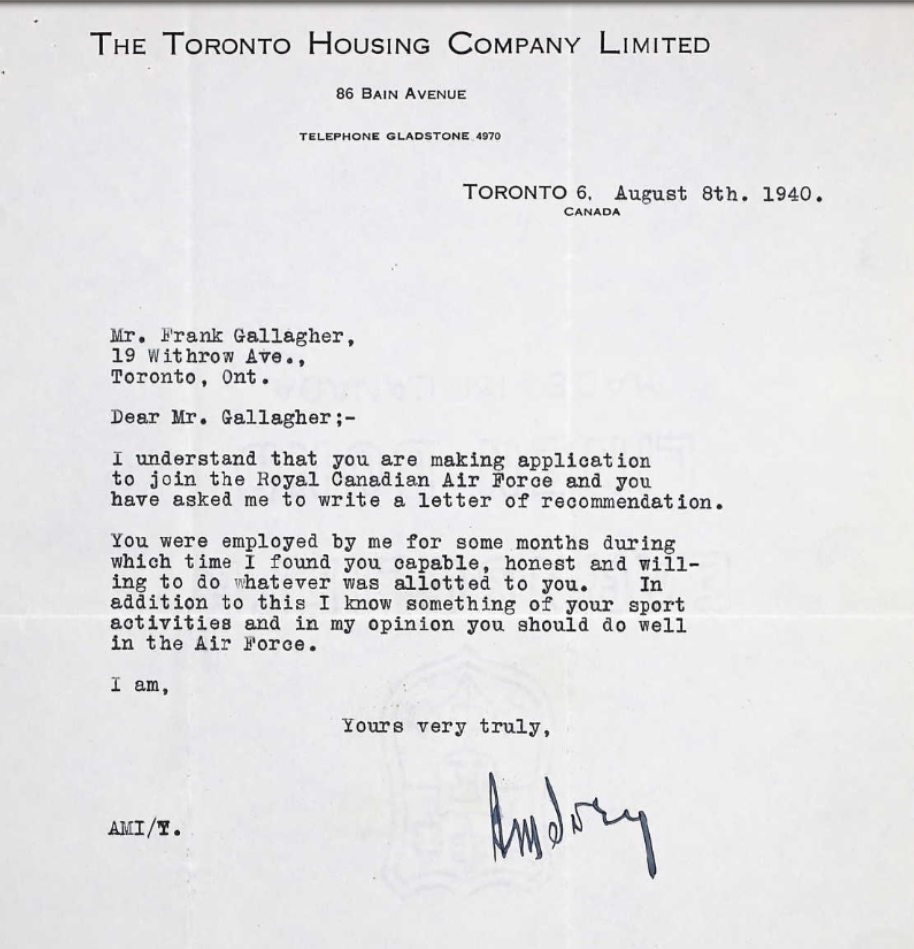 THE TORONTO HOUSING COMPANY LIMITED
86 BAIN AVENUE
TELEPHONE GLADSTONE 4970
TORONTO 6, August 8th. 1940.
CANADA
Mr. Frank Gallagher,
19 Withrow Ave.,
Toronto, Ont.
Dear Mr. Gallagher;-
I understand that you are making application
to join the Royal Canadian Air Force and you
have asked me to write a letter of recommendation.
You were employed by me for some months during
which time I found you capable, honest and will-
ing to do whatever was allotted to you. In
addition to this I know something of your sport
activities and in my opinion you should do well
in the Air Force.
I am,
Yours very truly,
AMI/Y.